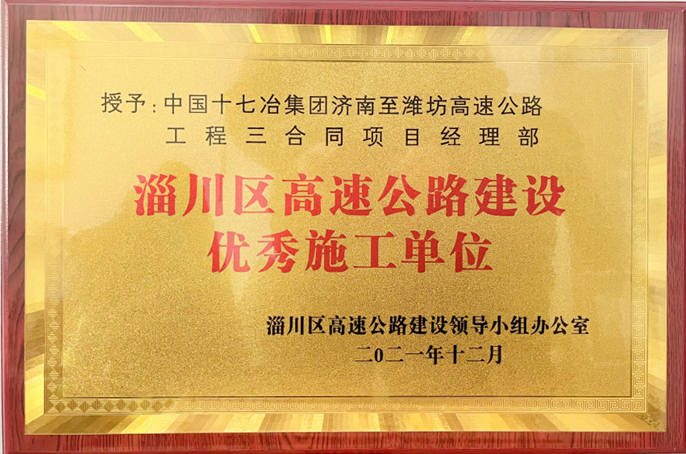 授予:中国十七冶集团济南至潍坊高速公路
工程三合同项目经理部
淄川区高速公路建设
优秀施工单位
淄川区高速公路建设领导小组办公室
二0二一年十二月